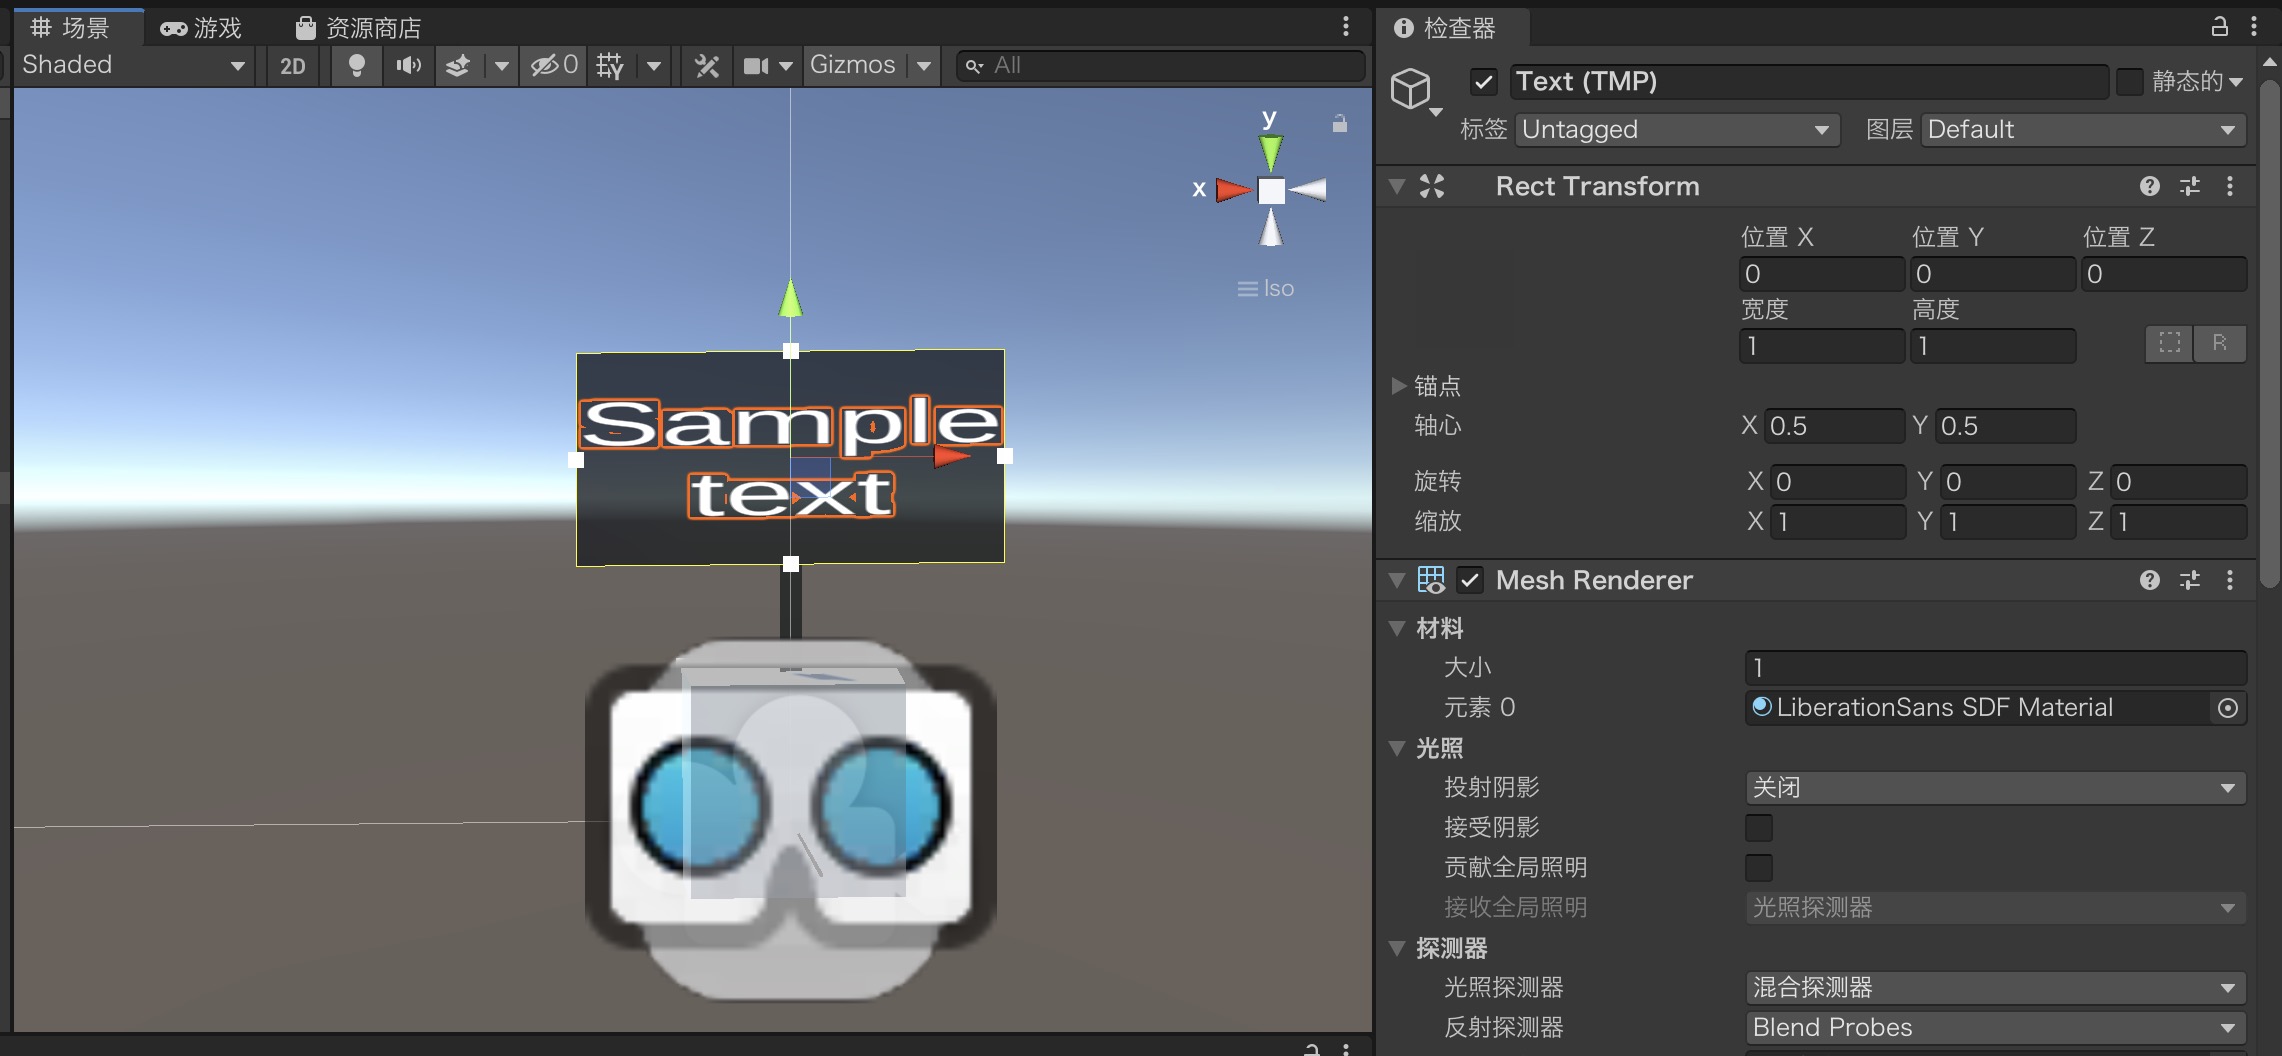 场景 游戏 资源商店
Shaded 2D 0 Gizmos All
y
x
Iso
Sample
text
检查器
Text (TMP) 静态的
标签 Untagged 图层 Default
Rect Transform
位置 X 位置 Y 位置 Z
0 0 0
宽度 高度
1 1 R
锚点
轴心 X 0.5 Y 0.5
旋转 X 0 Y 0 Z 0
缩放 X 1 Y 1 Z 1
Mesh Renderer
材料
大小 1
元素 0 LiberationSans SDF Material
光照
投射阴影 关闭
接受阴影
贡献全局照明
接收全局照明 光照探测器
探测器
光照探测器 混合探测器
反射探测器 Blend Probes